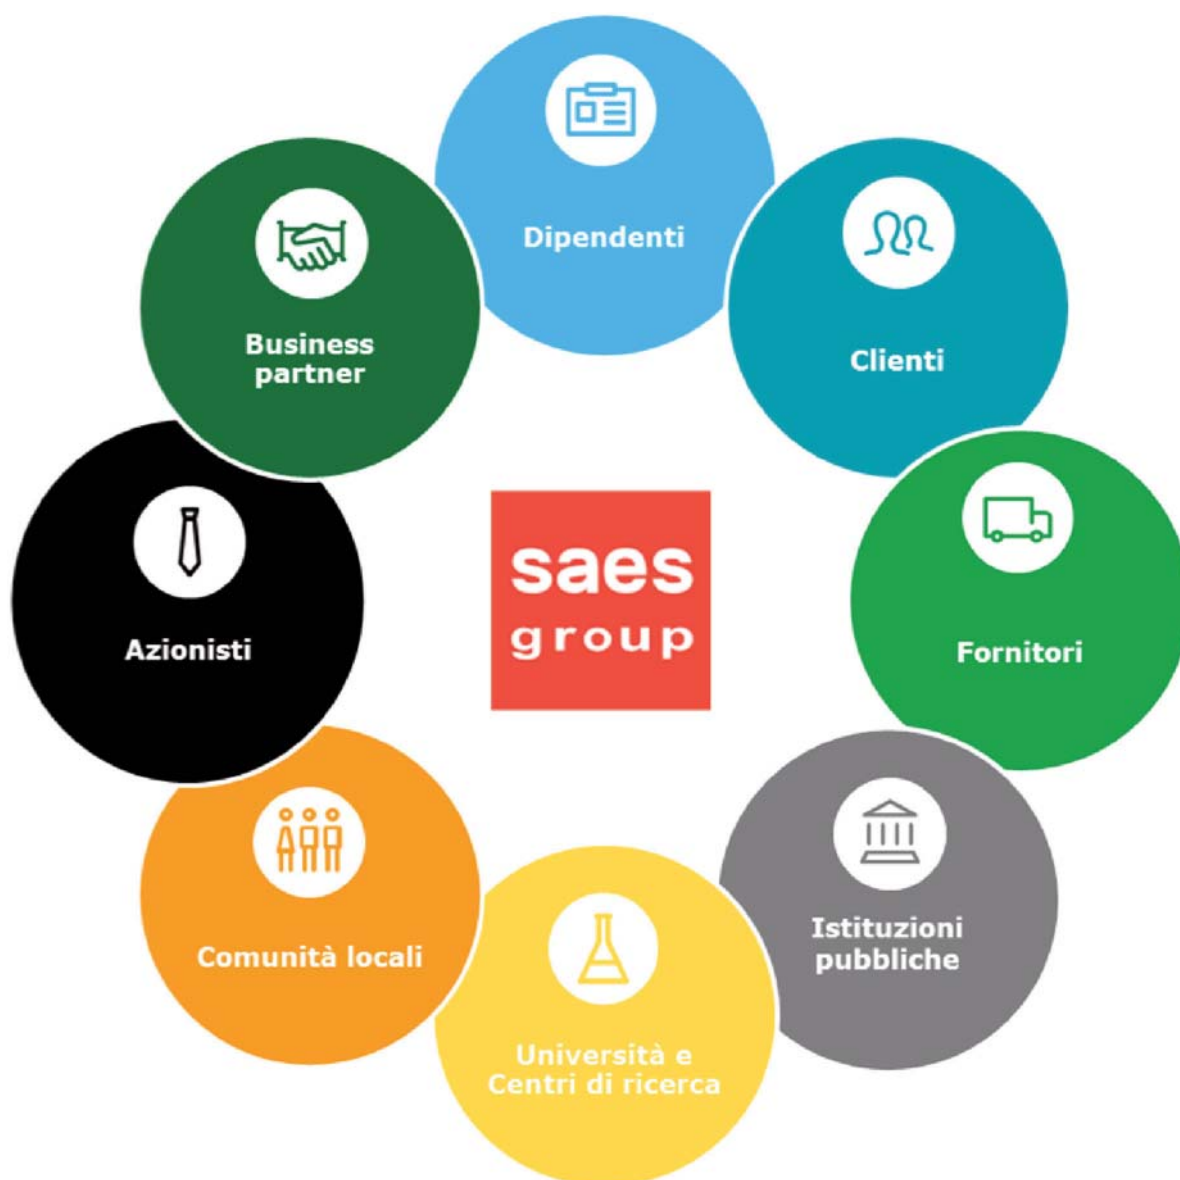 Dipendenti
Clienti
Fornitori
Istituzioni
pubbliche
Università e
Centri di ricerca
Comunità locali
Azionisti
Business
partner
saes
group